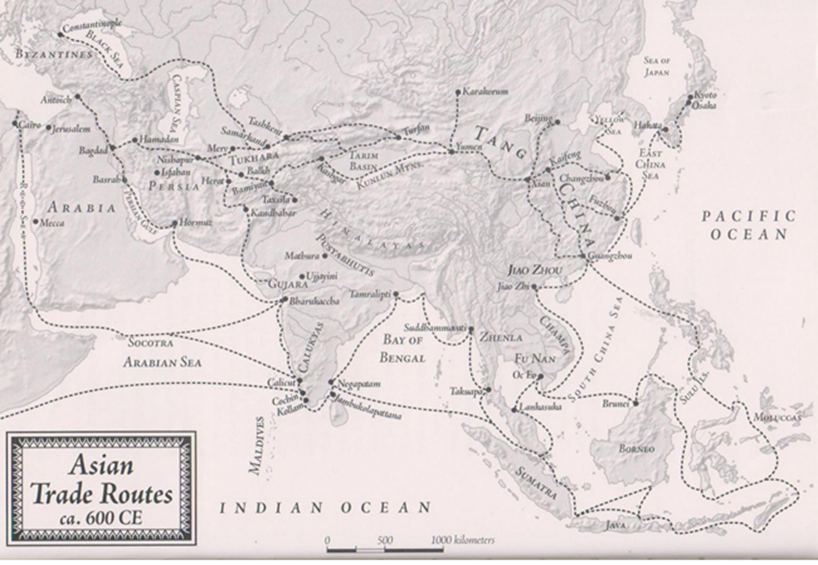 Constantinople
BLACK SEA
BYZANTINES
SEA OF
JAPAN
CASPIAN SEA
Karakorum
Kyoto
Osaka
Antioch
Cairo
Jerusalem
Tashkent
Samarkand
Turfan
Beijing
YELLOW
SEA
Hakata
Hamadan
Bagdad
Merv
Nishapur
TUKHARA
TARIM
BASIN
Yumen
TANG
CHINA
Kaifeng
EAST
CHINA
SEA
Isfahan
Balkh
Kashgar
KUNLUN MTNS.
Xian
Changzhou
Basrah
PERSIA
Herat
Bamiyan
Taxila
Fuzhou
ARABIA
PERSIAN GULF
Kandhahar
HIMALAYAS
PACIFIC
OCEAN
Mecca
Hormuz
Mathura
PUSYABHUTIS
Guangzhou
Ujjayini
GUJARA
JIAO ZHOU
Jiao Zhi
Bharukaccha
Tamralipti
SOCOTRA
ARABIAN SEA
CALUKYAS
BAY OF
BENGAL
Suddhammavati
ZHENLA
CHAMPA
SOUTH CHINA SEA
FU NAN
Oc Eo
Calicut
Cochin
Kollam
Negapatam
Jambukolapattana
Takuapa
Lankasuka
Brunei
SULU IS.
MOLUCCAS
MALDIVES
BORNEO
SUMATRA
JAVA
Asian
Trade Routes
ca. 600 CE
INDIAN OCEAN
0 500 1000 kilometers